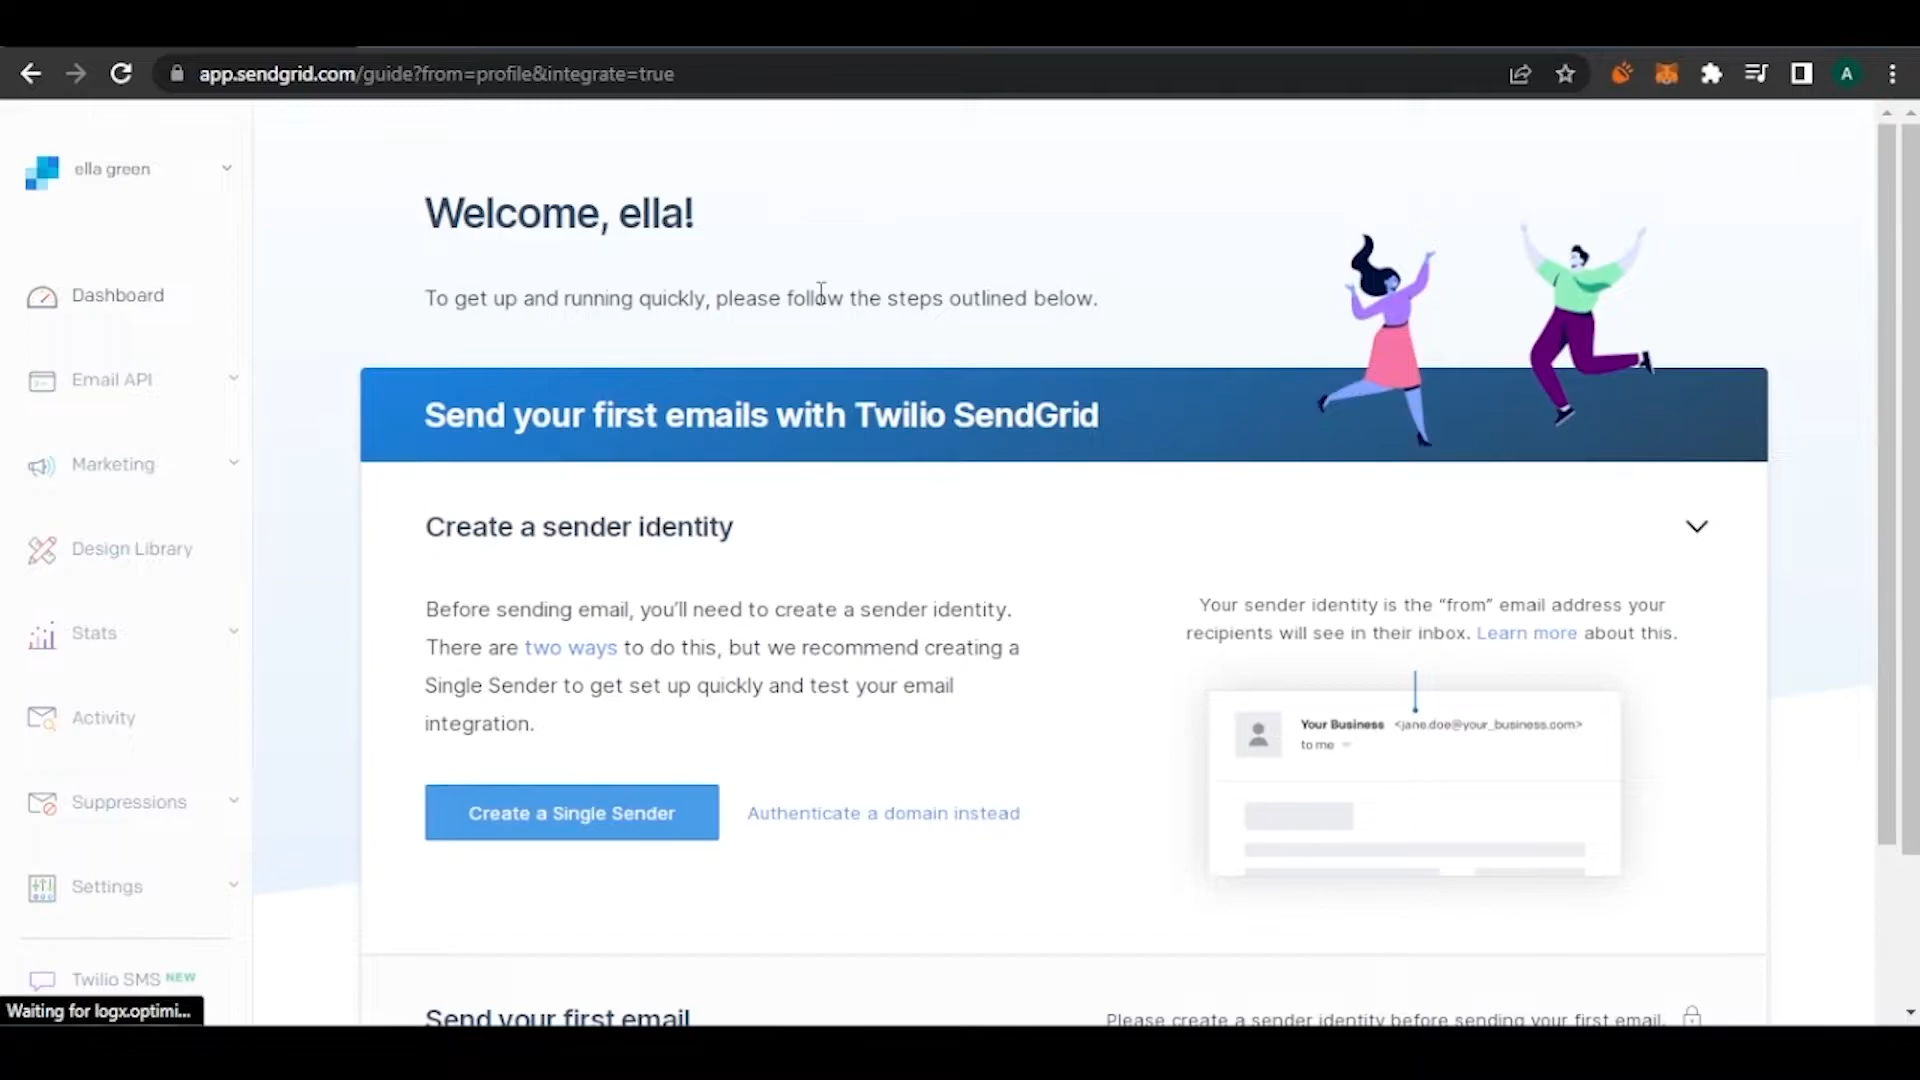 app.sendgrid.com/guide?from=profile&integrate=true
A
ella green
Dashboard
Email API
Marketing
Design Library
Stats
Activity
Suppressions
Settings
Twilio SMS NEW
Waiting for logx.optimi...
Welcome, ella!
To get up and running quickly, please follow the steps outlined below.
Send your first emails with Twilio SendGrid
Create a sender identity
Before sending email, you'll need to create a sender identity.
There are two ways to do this, but we recommend creating a
Single Sender to get set up quickly and test your email
integration.
Create a Single Sender
Authenticate a domain instead
Your sender identity is the “from” email address your
recipients will see in their inbox. Learn more about this.
Your Business <jane.doe@your_business.com>
to me
Send your first email
Please create a sender identity before sending your first email.